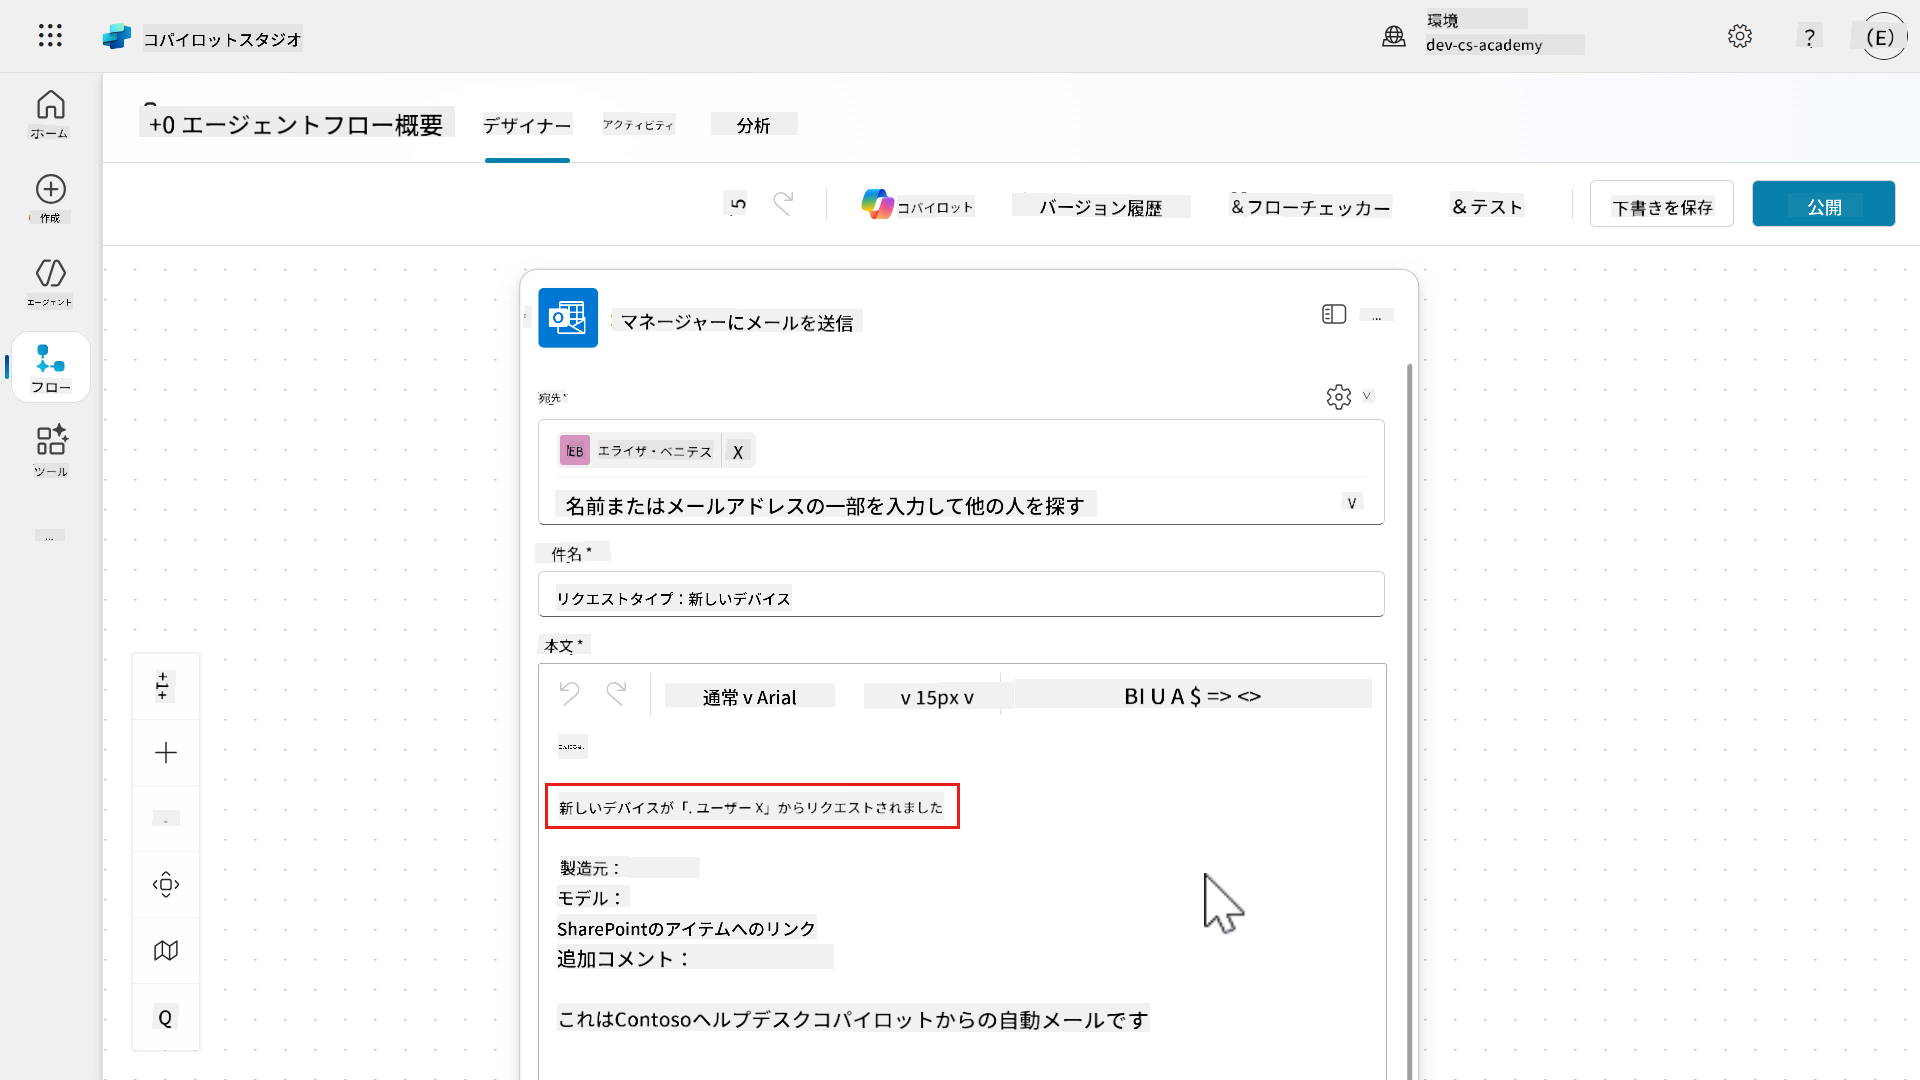 コパイロットスタジオ
環境
dev-cs-academy
?
(E)
ホーム
作成
エージェント
フロー
ツール
...
+0 エージェントフロー概要
デザイナー
アクティビティ
分析
5
コパイロット
バージョン履歴
&フローチェッカー
&テスト
下書きを保存
公開
マネージャーにメールを送信
...
宛先*
V
EB
エライザ・ベニテス
X
名前またはメールアドレスの一部を入力して他の人を探す
V
件名 *
リクエストタイプ：新しいデバイス
本文 *
通常 v Arial
v 15px v
BI U A $ => <>
新しいデバイスが「. ユーザー X」からリクエストされました
製造元：
モデル：
SharePointのアイテムへのリンク
追加コメント：
これはContosoヘルプデスクコパイロットからの自動メールです
Q